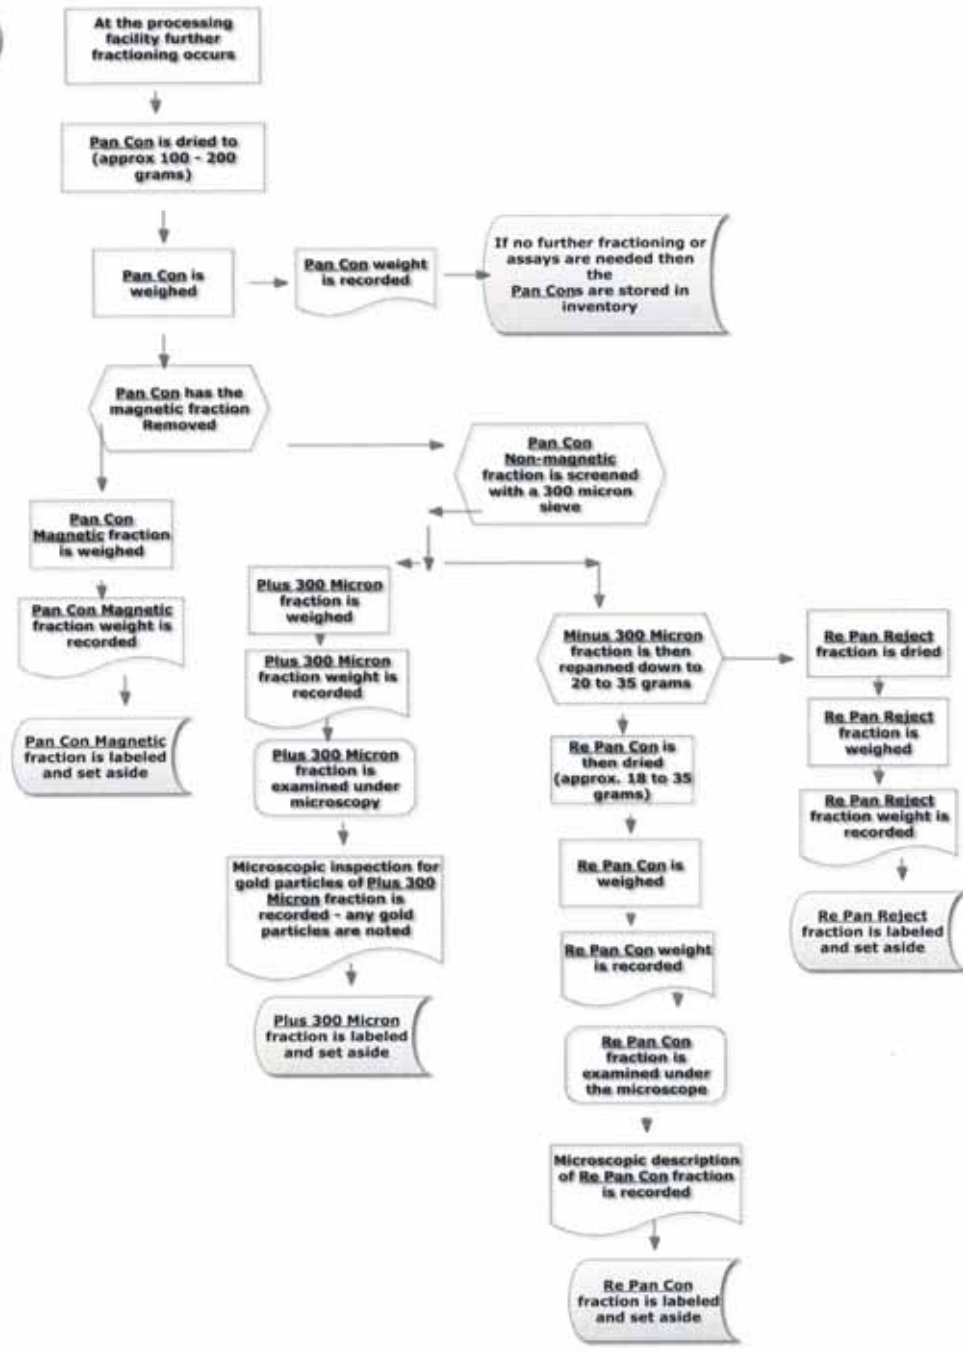 At the processing
facility further
fractioning occurs
Pan Con is dried to
(approx 100 - 200
grams)
Pan Con is
weighed
Pan Con weight
is recorded
If no further fractioning or
assays are needed then
the
Pan Cons are stored in
inventory
Pan Con has the
magnetic fraction
Removed
Pan Con
Non-magnetic
fraction is screened
with a 300 micron
sieve
Pan Con
Magnetic fraction
is weighed
Pan Con Magnetic
fraction weight is
recorded
Pan Con Magnetic
fraction is labeled
and set aside
Plus 300 Micron
fraction is
weighed
Plus 300 Micron
fraction weight is
recorded
Plus 300 Micron
fraction is
examined under
microscopy
Microscopic inspection for
gold particles of Plus 300
Micron fraction is
recorded - any gold
particles are noted
Plus 300 Micron
fraction is labeled
and set aside
Minus 300 Micron
fraction is then
repanned down to
20 to 35 grams
Re Pan Con is
then dried
(approx. 18 to 35
grams)
Re Pan Con is
weighed
Re Pan Con weight
is recorded
Re Pan Con
fraction is
examined under
the microscope
Microscopic description
of Re Pan Con fraction
is recorded
Re Pan Con
fraction is labeled
and set aside
Re Pan Reject
fraction is dried
Re Pan Reject
fraction is
weighed
Re Pan Reject
fraction weight is
recorded
Re Pan Reject
fraction is labeled
and set aside